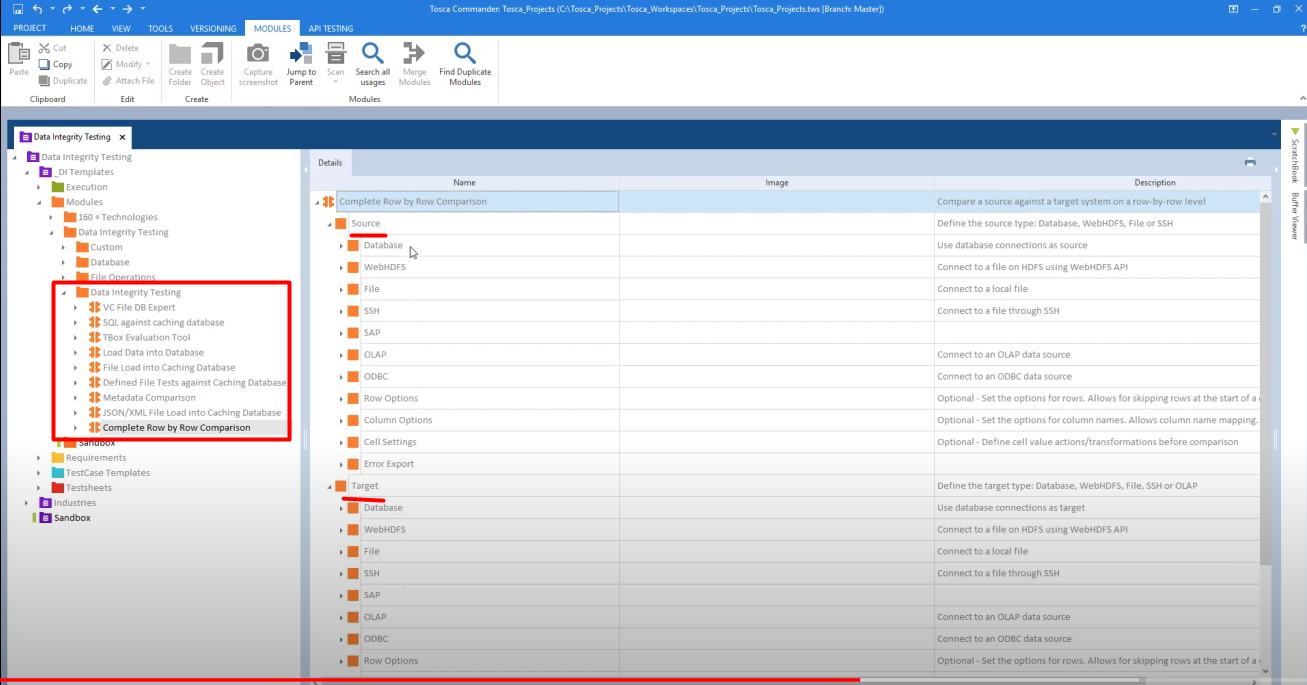 Tosca Commander: Tosca_Projects (C:\Tosca_Projects\Tosca_Workspaces\Tosca_Projects\Tosca_Projects.tws [Branch: Master])
PROJECT HOME VIEW TOOLS VERSIONING MODULES API TESTING
Paste
Cut
Copy
Duplicate
Clipboard
Delete
Modify
Attach File
Edit
Create Folder
Create Object
Create
Capture screenshot
Jump to Parent
Scan
Search all usages
Merge Modules
Find Duplicate Modules
Modules
Data Integrity Testing
Data Integrity Testing
_DI Templates
Execution
Modules
160 + Technologies
Data Integrity Testing
Custom
Database
File Operations
Data Integrity Testing
VC File DB Expert
SQL against caching database
TBox Evaluation Tool
Load Data into Database
File Load into Caching Database
Defined File Tests against Caching Database
Metadata Comparison
JSON/XML File Load into Caching Database
Complete Row by Row Comparison
Sandbox
Requirements
TestCase Templates
Testsheets
Industries
Sandbox
Details
Name Image Description
Complete Row by Row Comparison Compare a source against a target system on a row-by-row level
Source Define the source type: Database, WebHDFS, File or SSH
Database Use database connections as source
WebHDFS Connect to a file on HDFS using WebHDFS API
File Connect to a local file
SSH Connect to a file through SSH
SAP
OLAP Connect to an OLAP data source
ODBC Connect to an ODBC data source
Row Options Optional - Set the options for rows. Allows for skipping rows at the start of a
Column Options Optional - Set the options for column names. Allows column name mapping.
Cell Settings Optional - Define cell value actions/transformations before comparison
Error Export
Target Define the target type: Database, WebHDFS, File, SSH or OLAP
Database Use database connections as target
WebHDFS Connect to a file on HDFS using WebHDFS API
File Connect to a local file
SSH Connect to a file through SSH
SAP
OLAP Connect to an OLAP data source
ODBC Connect to an ODBC data source
Row Options Optional - Set the options for rows. Allows for skipping rows at the start of a
ScratchBook
Buffer Viewer